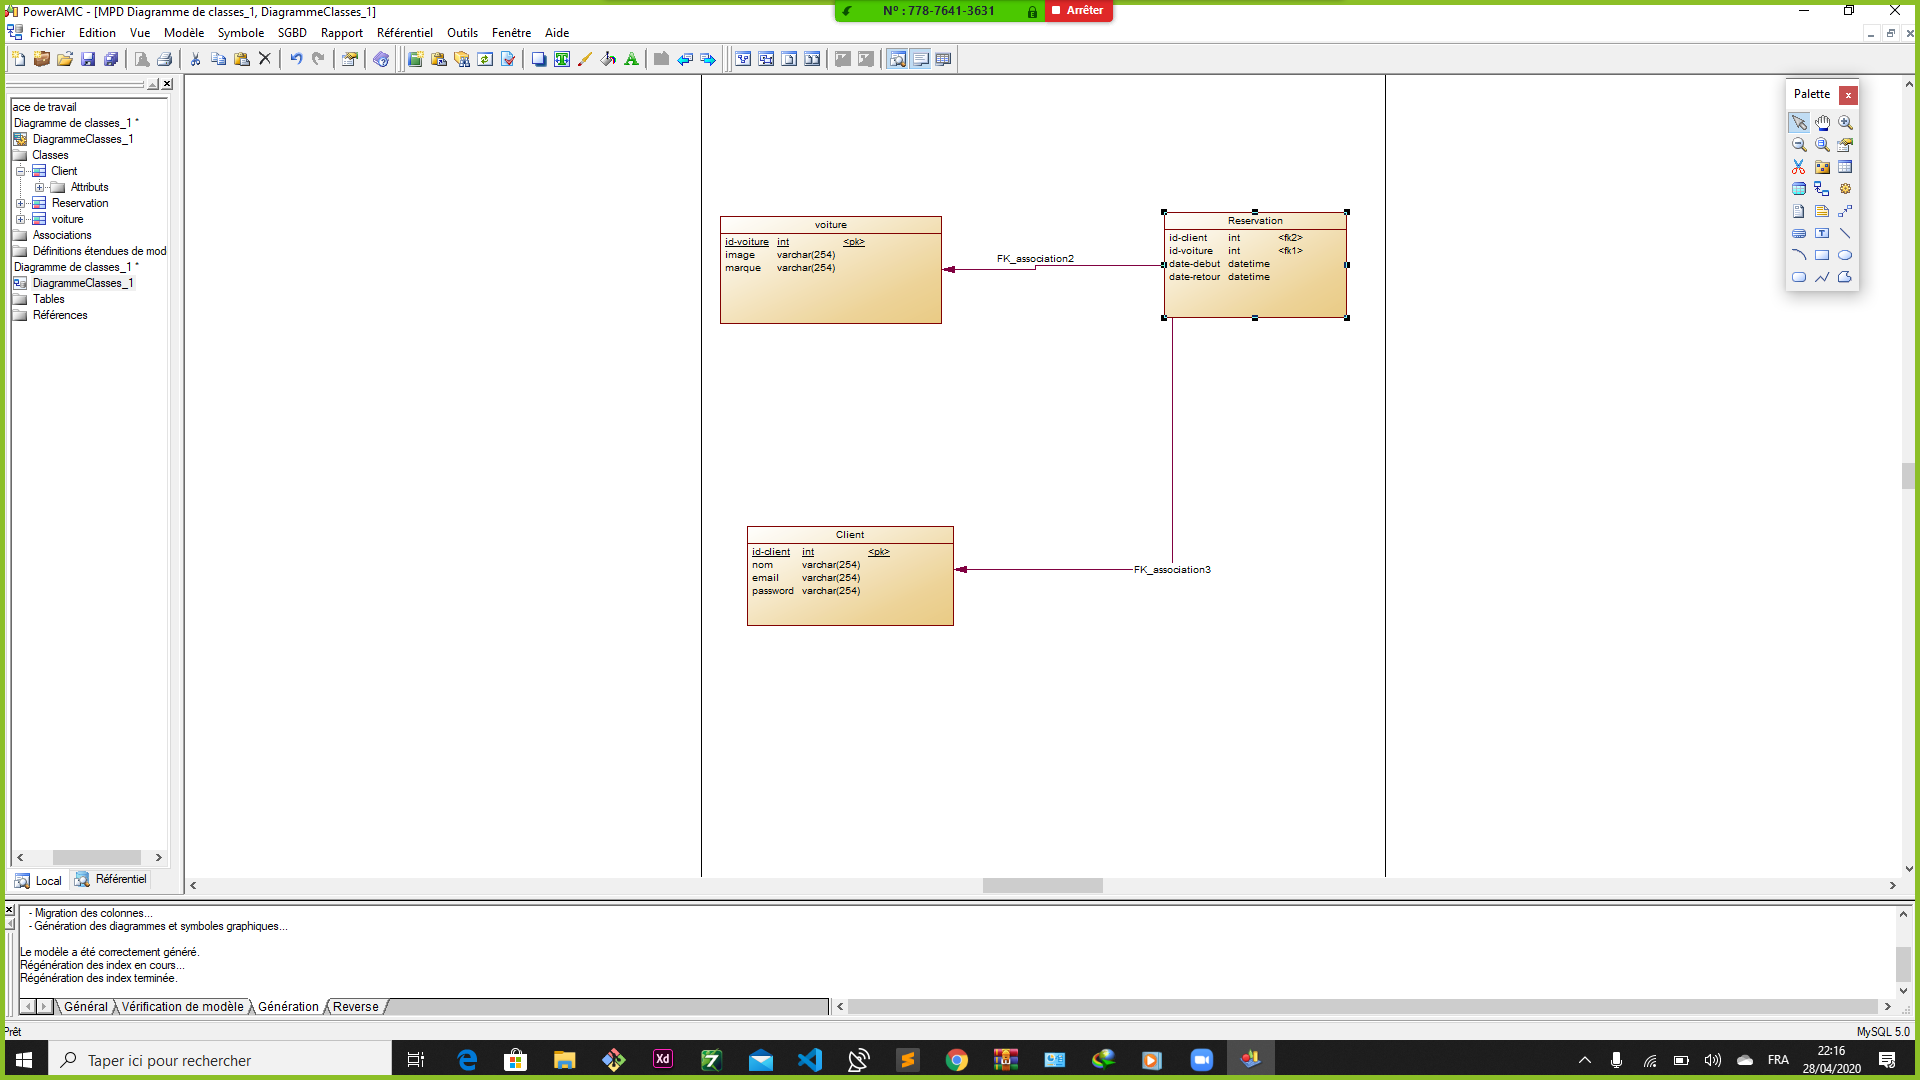 PowerAMC - [MPD Diagramme de classes_1, DiagrammeClasses_1]
N° : 778-7641-3631
Arrêter
Fichier Edition Vue Modèle Symbole SGBD Rapport Référentiel Outils Fenêtre Aide
ace de travail
Diagramme de classes_1 *
DiagrammeClasses_1
Classes
Client
Attributs
Reservation
voiture
Associations
Définitions étendues de mod
Diagramme de classes_1 *
DiagrammeClasses_1
Tables
Références
Local Référentiel
voiture
id-voiture int <pk>
image varchar(254)
marque varchar(254)
FK_association2
Reservation
id-client int <fk2>
id-voiture int <fk1>
date-debut datetime
date-retour datetime
Client
id-client int <pk>
nom varchar(254)
email varchar(254)
password varchar(254)
FK_association3
Palette
- Migration des colonnes...
- Génération des diagrammes et symboles graphiques...
Le modèle a été correctement généré.
Régénération des index en cours...
Régénération des index terminée.
Général Vérification de modèle Génération Reverse
Prêt
MySQL 5.0
Taper ici pour rechercher
Xd
FRA
22:16
28/04/2020